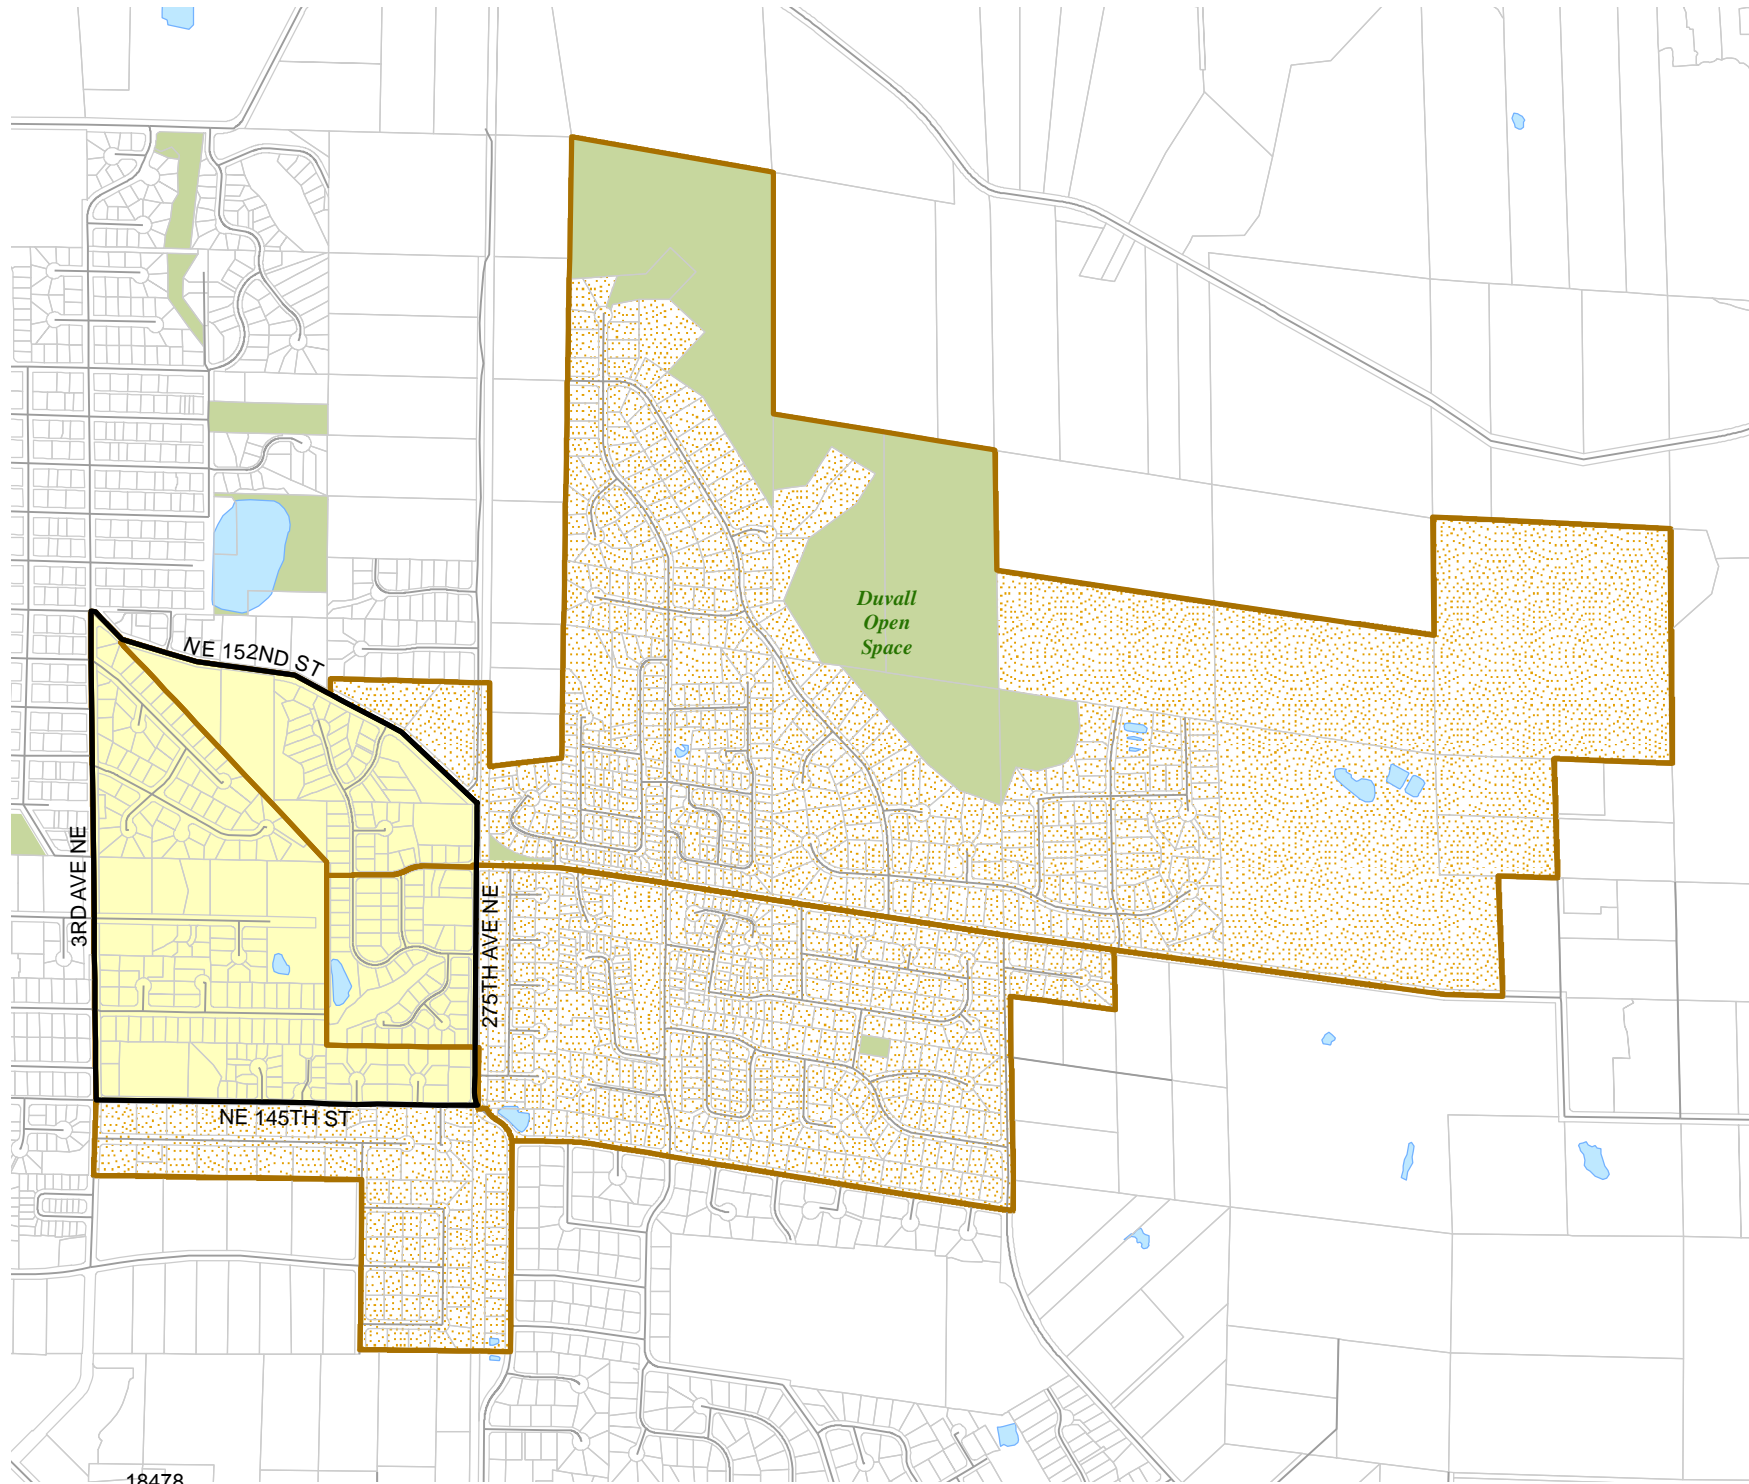 Duvall
Open
Space
NE 152ND ST
3RD AVE NE
275TH AVE NE
NE 145TH ST
18478